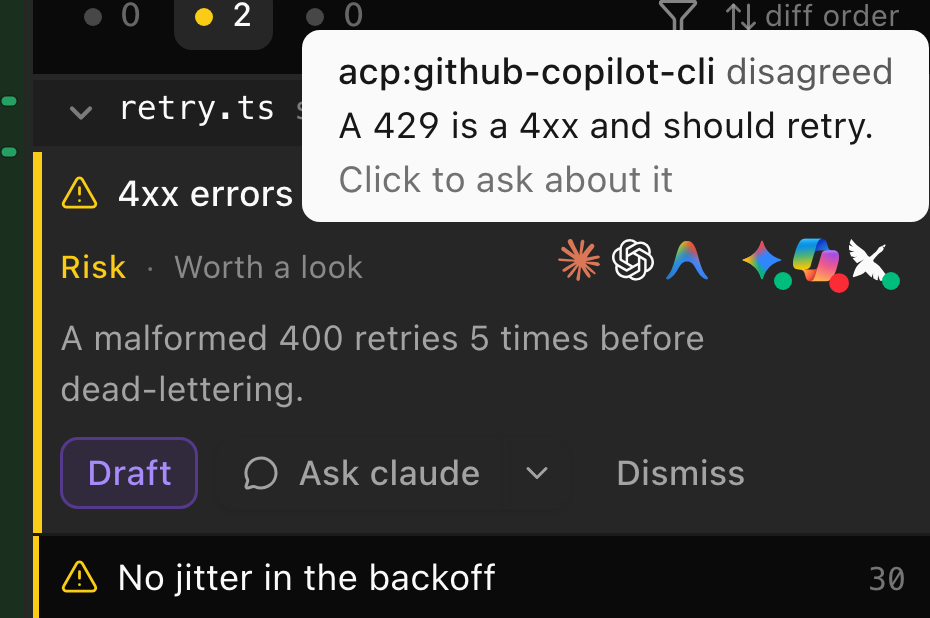 0 2 0 diff order
acp:github-copilot-cli disagreed
A 429 is a 4xx and should retry.
Click to ask about it
retry.ts
4xx errors
Risk · Worth a look
A malformed 400 retries 5 times before
dead-lettering.
Draft Ask claude Dismiss
No jitter in the backoff 30